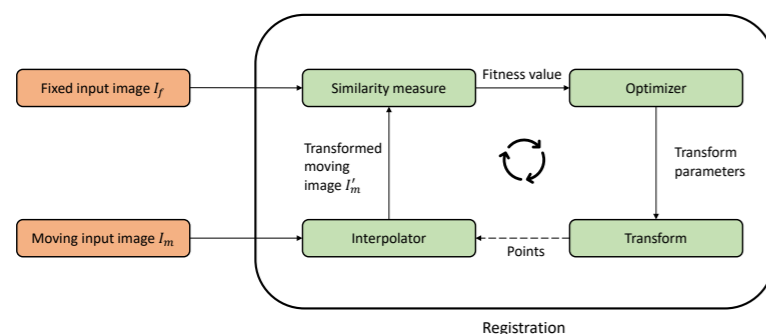 Fixed input image I_f
Similarity measure
Fitness value
Optimizer
Transformed
moving
image I'_m
Transform
parameters
Moving input image I_m
Interpolator
Points
Transform
Registration